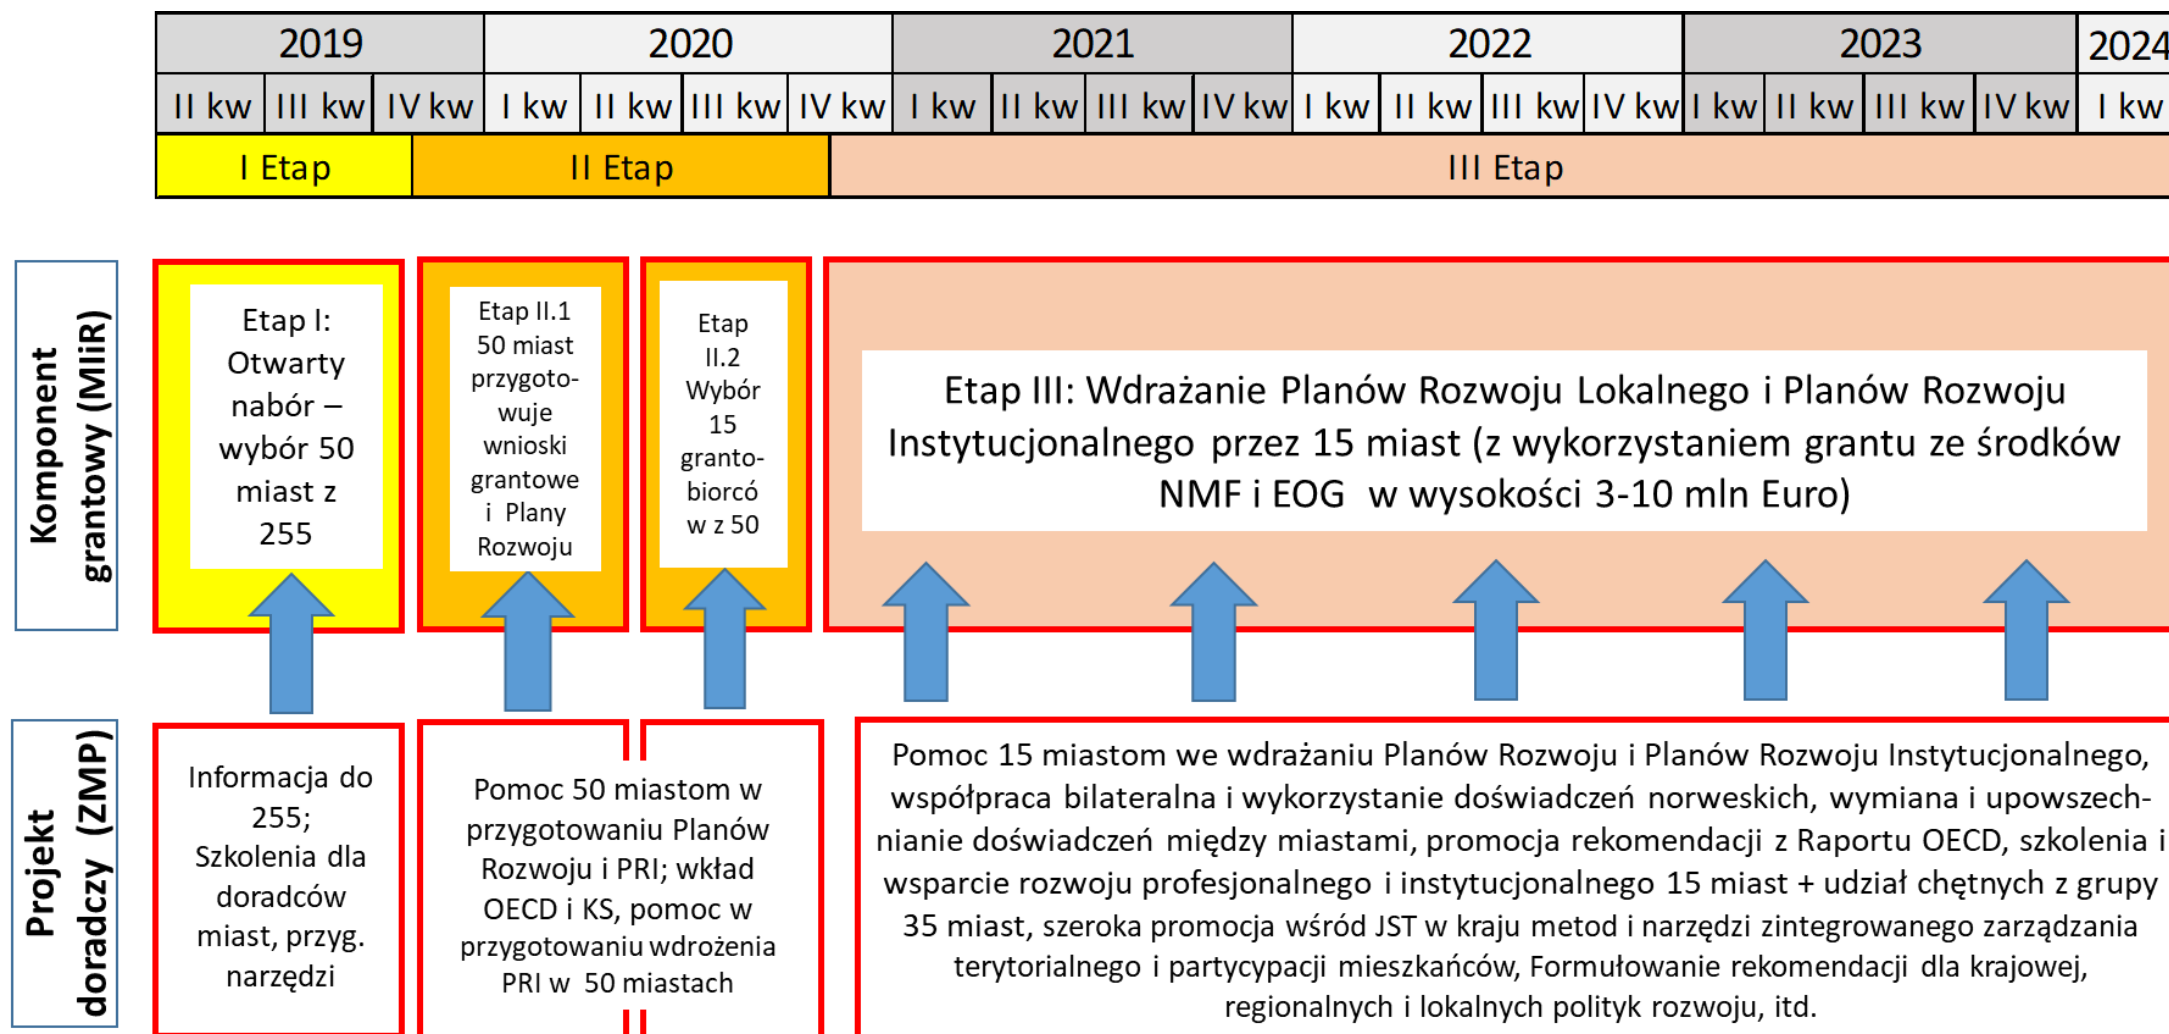 2019 2020 2021 2022 2023 2024
II kw III kw IV kw I kw II kw III kw IV kw I kw II kw III kw IV kw I kw II kw III kw IV kw I kw II kw III kw IV kw I kw
I Etap II Etap III Etap
Komponent
grantowy (MIiR)
Etap I:
Otwarty
nabór –
wybór 50
miast z
255
Etap II.1
50 miast
przygoto-
wuje
wnioski
grantowe
i Plany
Rozwoju
Etap
II.2
Wybór
15
granto-
biorcó
w z 50
Etap III: Wdrażanie Planów Rozwoju Lokalnego i Planów Rozwoju
Instytucjonalnego przez 15 miast (z wykorzystaniem grantu ze środków
NMF i EOG w wysokości 3-10 mln Euro)
Projekt
doradczy (ZMP)
Informacja do
255;
Szkolenia dla
doradców
miast, przyg.
narzędzi
Pomoc 50 miastom w
przygotowaniu Planów
Rozwoju i PRI; wkład
OECD i KS, pomoc w
przygotowaniu wdrożenia
PRI w 50 miastach
Pomoc 15 miastom we wdrażaniu Planów Rozwoju i Planów Rozwoju Instytucjonalnego,
współpraca bilateralna i wykorzystanie doświadczeń norweskich, wymiana i upowszech-
nianie doświadczeń między miastami, promocja rekomendacji z Raportu OECD, szkolenia i
wsparcie rozwoju profesjonalnego i instytucjonalnego 15 miast + udział chętnych z grupy
35 miast, szeroka promocja wśród JST w kraju metod i narzędzi zintegrowanego zarządzania
terytorialnego i partycypacji mieszkańców, Formułowanie rekomendacji dla krajowej,
regionalnych i lokalnych polityk rozwoju, itd.